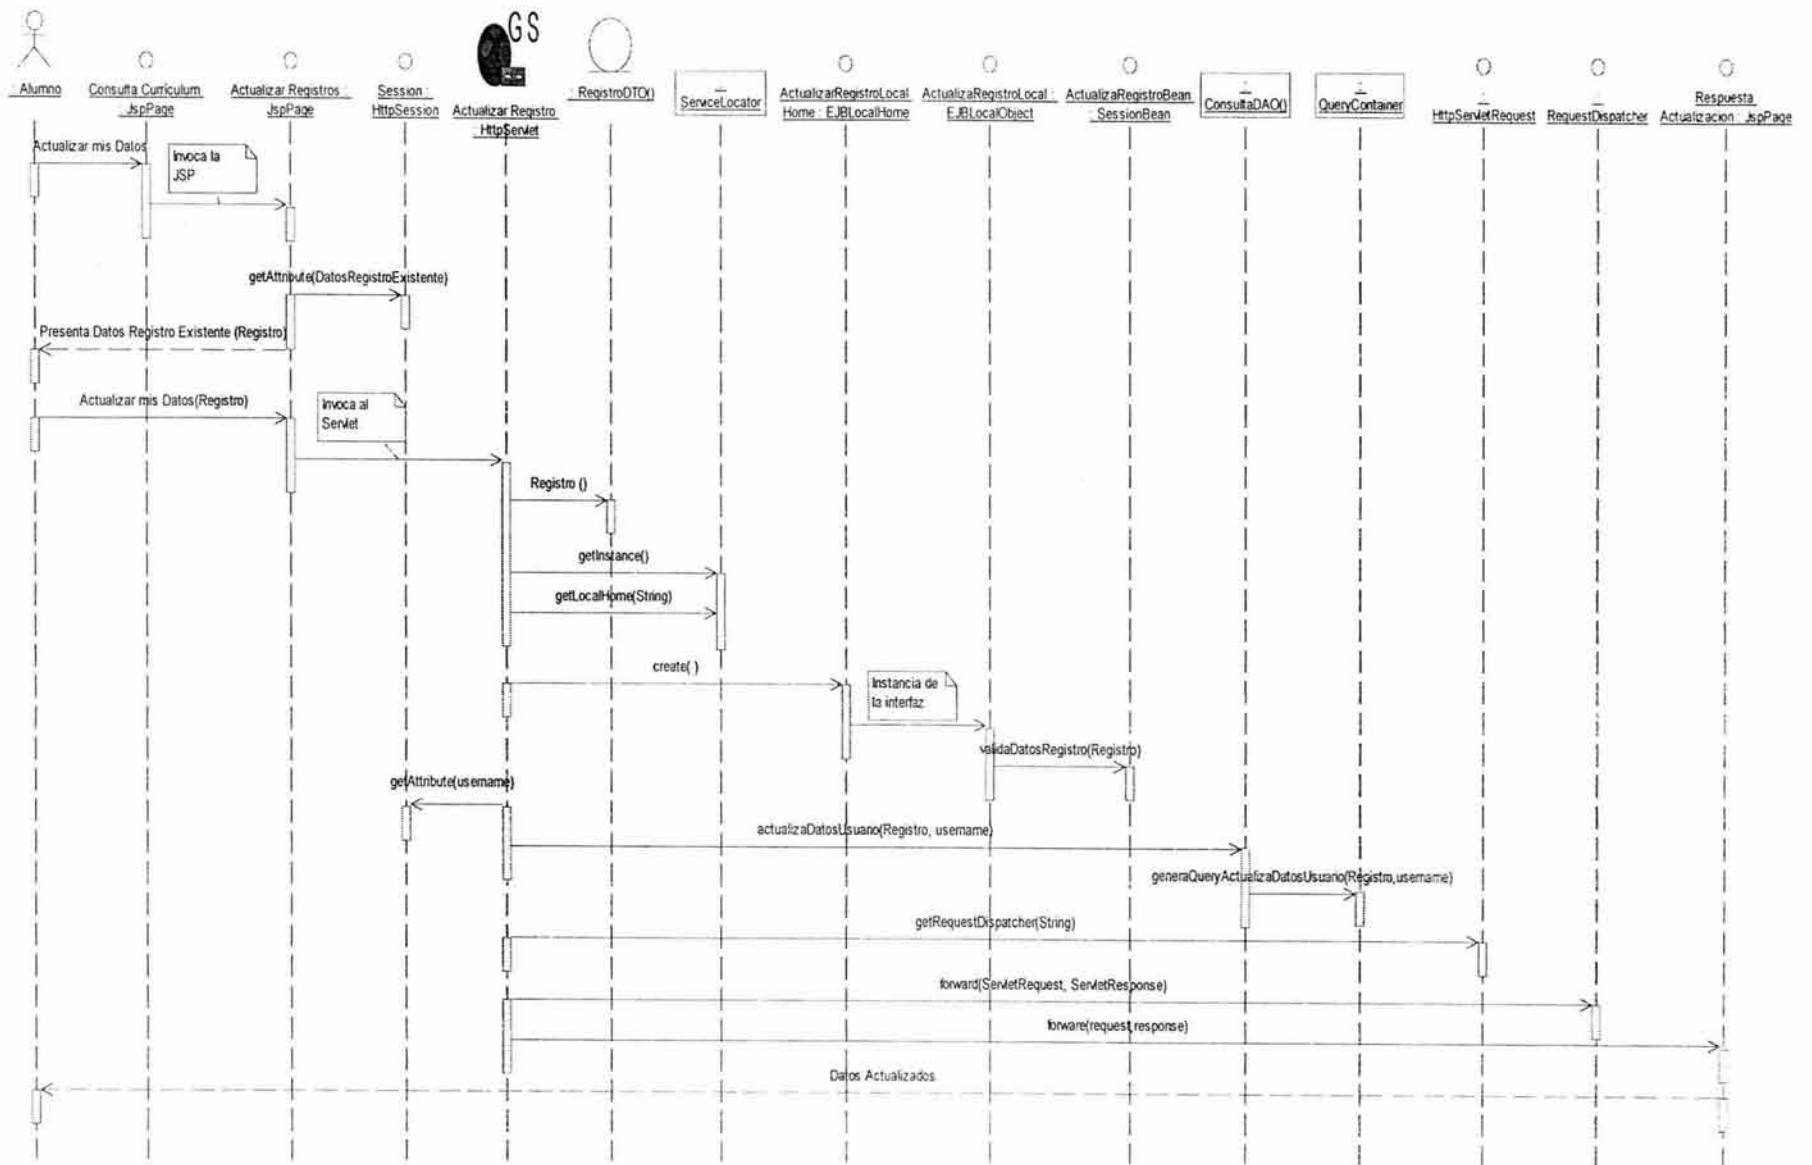 GS
: Alumno
Consulta Curriculum
: JspPage
Actualizar Registros :
JspPage
Session :
HttpSession
Actualizar Registro
: HttpServlet
: RegistroDTO()
:
ServiceLocator
ActualizarRegistroLocal
Home : EJBLocalHome
ActualizaRegistroLocal :
EJBLocalObject
ActualizaRegistroBean
: SessionBean
:
ConsultaDAO()
:
QueryContainer
:
HttpServletRequest
:
RequestDispatcher
Respuesta
Actualizacion : JspPage
Actualizar mis Datos
Invoca la
JSP
getAttribute(DatosRegistroExistente)
Presenta Datos Registro Existente (Registro)
Actualizar mis Datos(Registro)
Invoca al
Servlet
Registro ()
getInstance()
getLocalHome(String)
create( )
Instancia de
la interfaz
validaDatosRegistro(Registro)
getAttribute(username)
actualizaDatosUsuario(Registro, username)
generaQueryActualizaDatosUsuario(Registro,username)
getRequestDispatcher(String)
forward(ServletRequest, ServletResponse)
forware(request,response)
Datos Actualizados